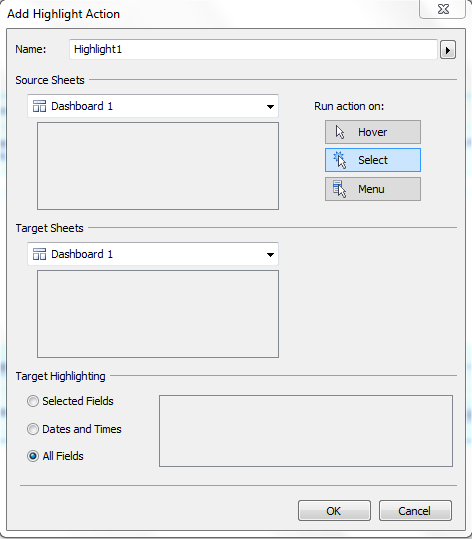 Add Highlight Action
Name: Highlight1
Source Sheets
Dashboard 1
Run action on:
Hover
Select
Menu
Target Sheets
Dashboard 1
Target Highlighting
Selected Fields
Dates and Times
All Fields
OK Cancel